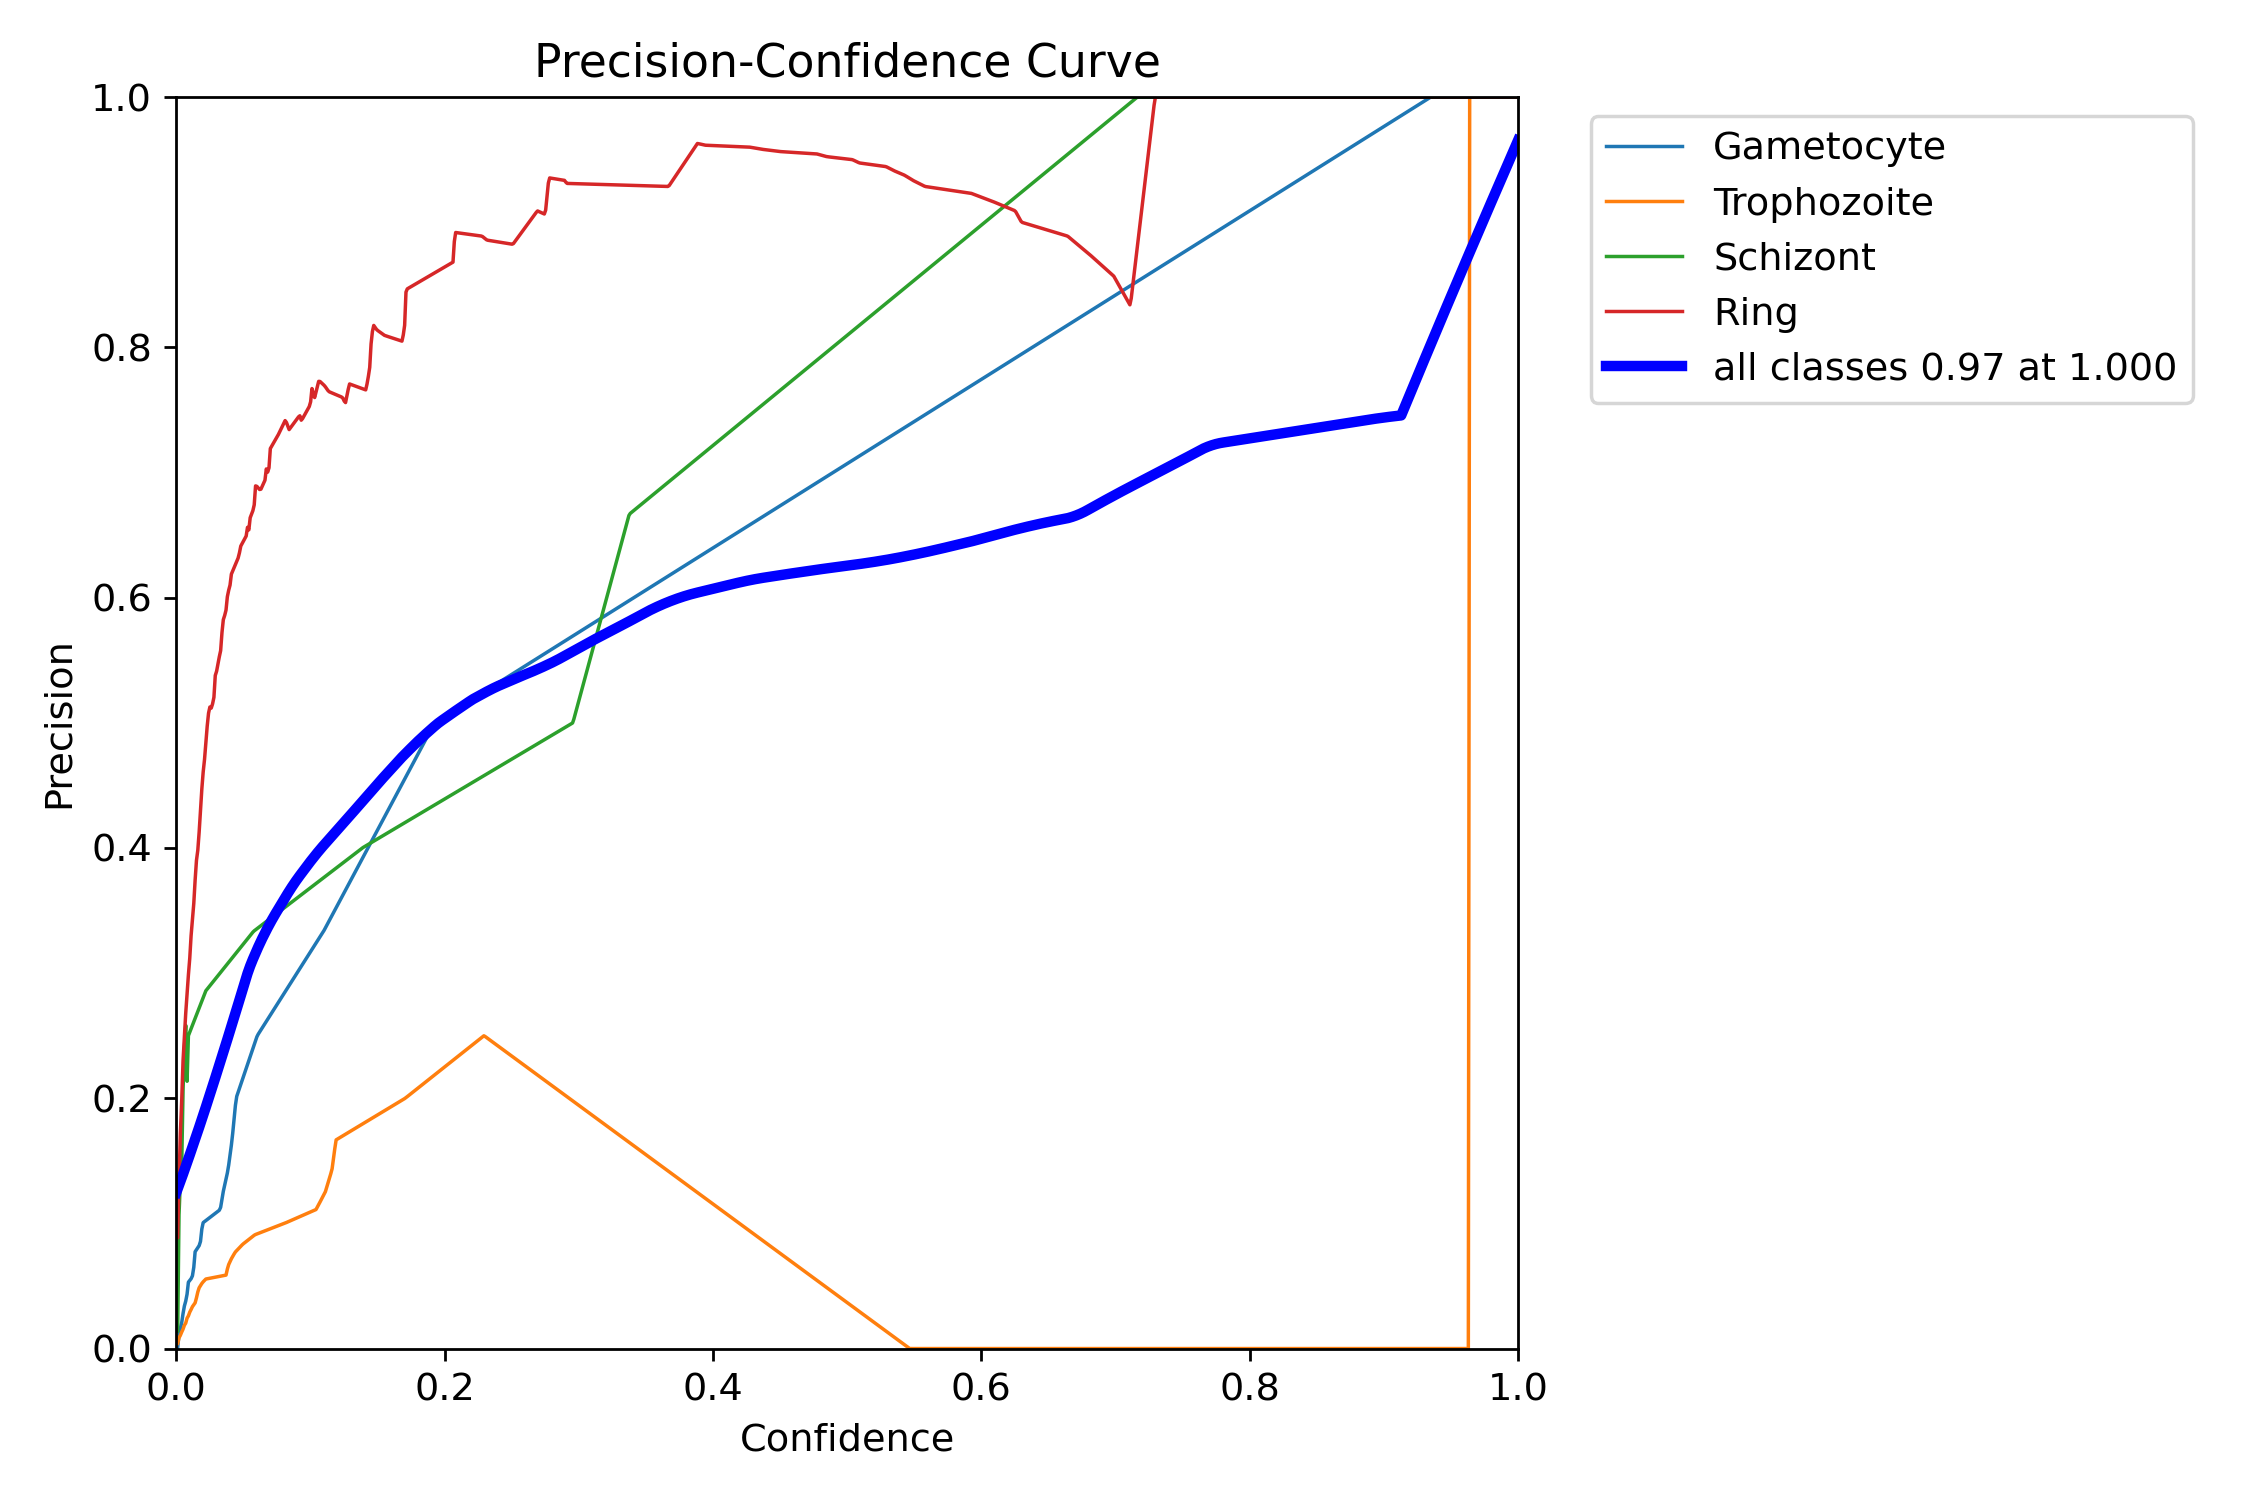 Precision-Confidence Curve
1.0
0.8
0.6
0.4
0.2
0.0
Precision
0.0 0.2 0.4 0.6 0.8 1.0
Confidence
Gametocyte
Trophozoite
Schizont
Ring
all classes 0.97 at 1.000